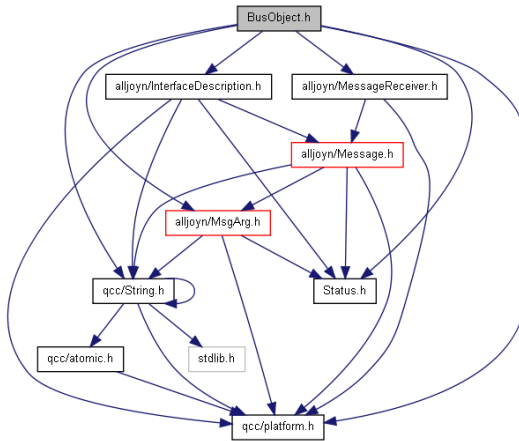 BusObject.h
alljoyn/InterfaceDescription.h
alljoyn/MessageReceiver.h
alljoyn/Message.h
alljoyn/MsgArg.h
qcc/String.h
Status.h
qcc/atomic.h
stdlib.h
qcc/platform.h